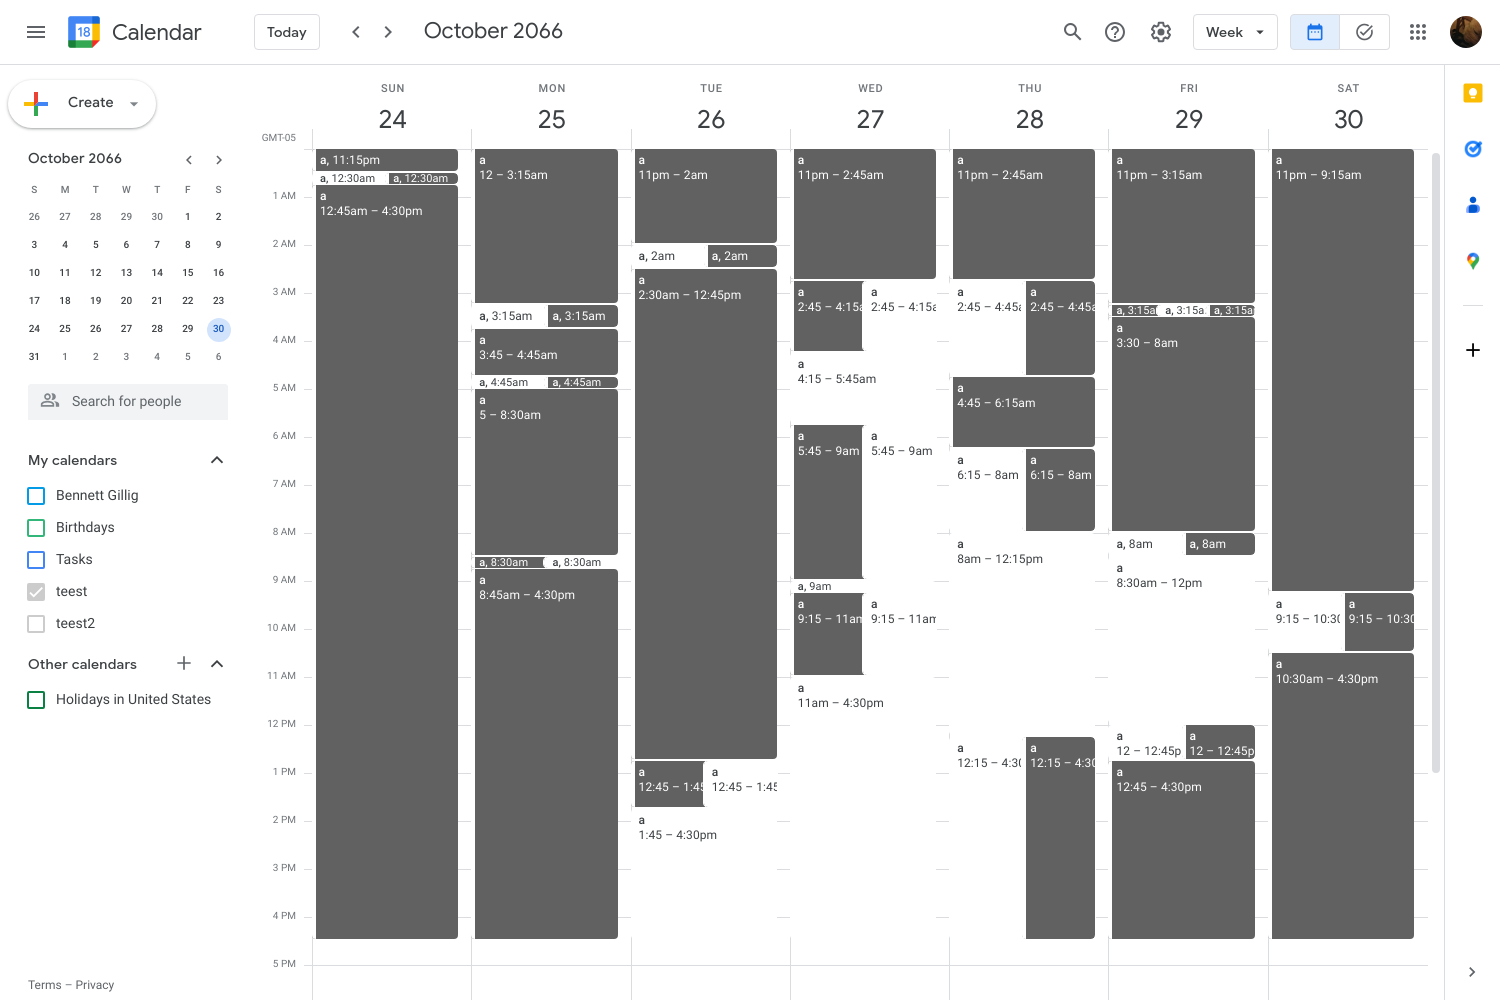 18 Calendar Today October 2066 Week
Create
October 2066
S M T W T F S
26 27 28 29 30 1 2
3 4 5 6 7 8 9
10 11 12 13 14 15 16
17 18 19 20 21 22 23
24 25 26 27 28 29 30
31 1 2 3 4 5 6
Search for people
My calendars
Bennett Gillig
Birthdays
Tasks
teest
teest2
Other calendars
Holidays in United States
Terms – Privacy
GMT-05
1 AM
2 AM
3 AM
4 AM
5 AM
6 AM
7 AM
8 AM
9 AM
10 AM
11 AM
12 PM
1 PM
2 PM
3 PM
4 PM
5 PM
SUN
24
a, 11:15pm
a, 12:30am
a, 12:30am
a
12:45am – 4:30pm
MON
25
a
12 – 3:15am
a, 3:15am
a, 3:15am
a
3:45 – 4:45am
a, 4:45am
a, 4:45am
a
5 – 8:30am
a, 8:30am
a, 8:30am
a
8:45am – 4:30pm
TUE
26
a
11pm – 2am
a, 2am
a, 2am
a
2:30am – 12:45pm
a
12:45 – 1:45
a
12:45 – 1:45
a
1:45 – 4:30pm
WED
27
a
11pm – 2:45am
a
2:45 – 4:15a
a
2:45 – 4:15a
a
4:15 – 5:45am
a
5:45 – 9am
a
5:45 – 9am
a, 9am
a
9:15 – 11am
a
9:15 – 11am
a
11am – 4:30pm
THU
28
a
11pm – 2:45am
a
2:45 – 4:45a
a
2:45 – 4:45a
a
4:45 – 6:15am
a
6:15 – 8am
a
6:15 – 8am
a
8am – 12:15pm
a
12:15 – 4:30
a
12:15 – 4:30
FRI
29
a
11pm – 3:15am
a, 3:15a
a, 3:15a
a, 3:15a
a
3:30 – 8am
a, 8am
a, 8am
a
8:30am – 12pm
a
12 – 12:45p
a
12 – 12:45p
a
12:45 – 4:30pm
SAT
30
a
11pm – 9:15am
a
9:15 – 10:30
a
9:15 – 10:30
a
10:30am – 4:30pm